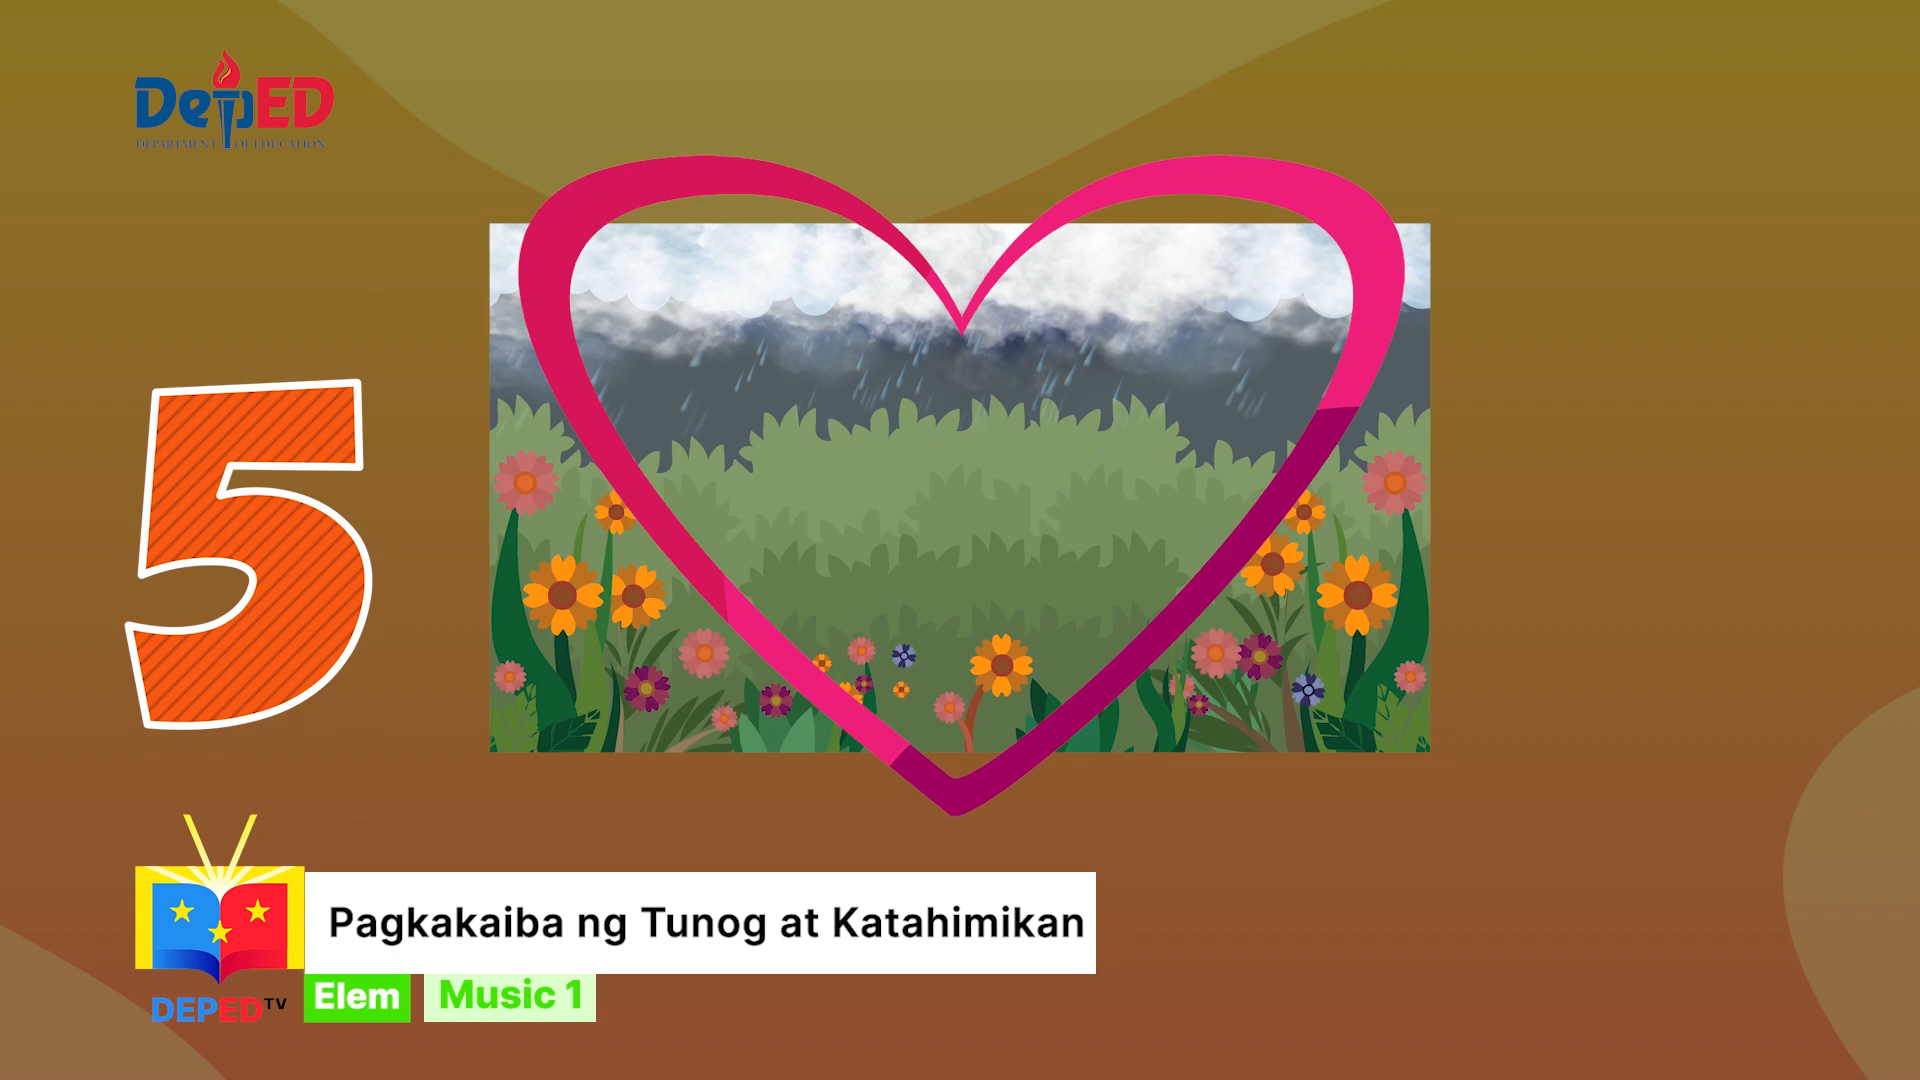 DepED
DEPARTMENT OF EDUCATION
5
Pagkakaiba ng Tunog at Katahimikan
Elem
Music 1
DEPED TV